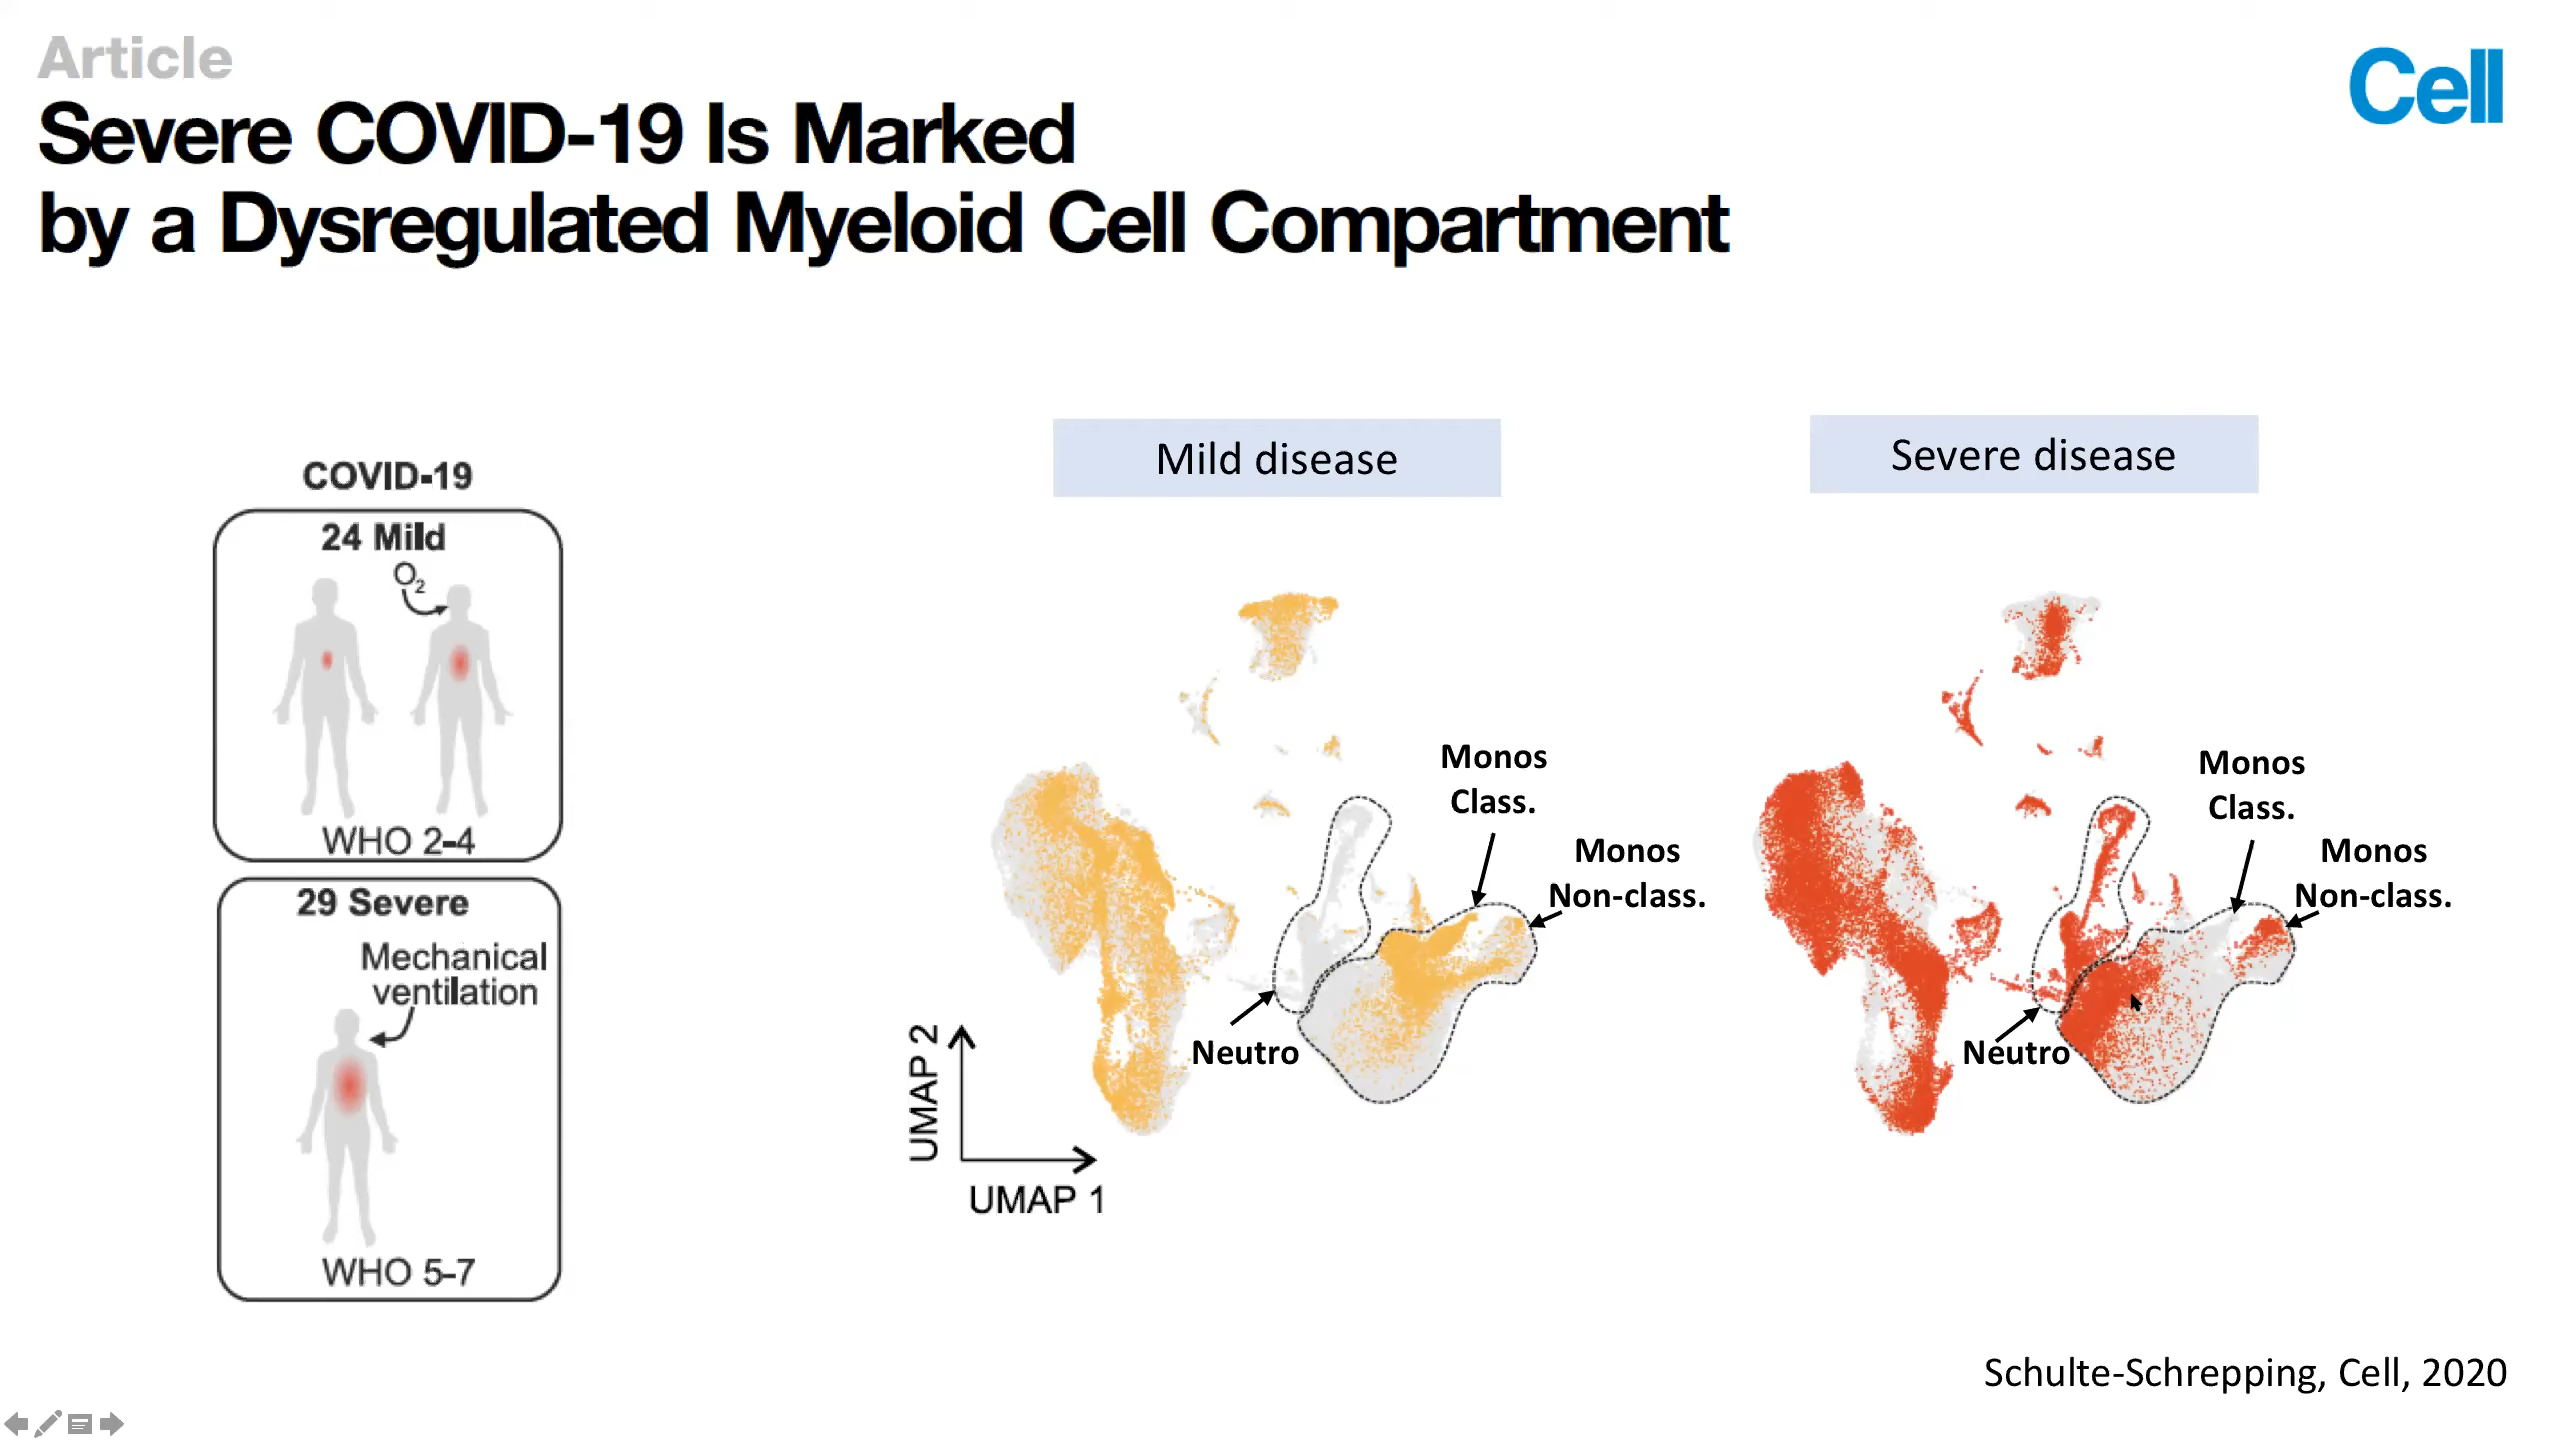 Article
Cell
Severe COVID-19 Is Marked
by a Dysregulated Myeloid Cell Compartment
COVID-19
24 Mild
O2
WHO 2-4
29 Severe
Mechanical
ventilation
WHO 5-7
Mild disease
Monos
Class.
Monos
Non-class.
Neutro
UMAP 2
UMAP 1
Severe disease
Monos
Class.
Monos
Non-class.
Neutro
Schulte-Schrepping, Cell, 2020